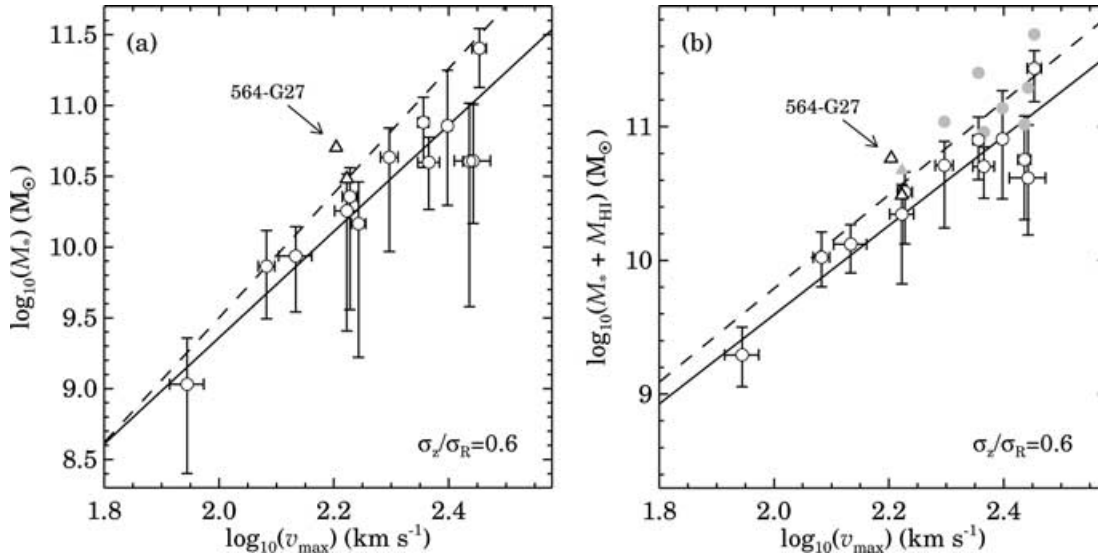 (a)
564-G27
σz/σR=0.6
log10(M*) (M⊙)
11.5
11.0
10.5
10.0
9.5
9.0
8.5
1.8 2.0 2.2 2.4
log10(vmax) (km s-1)
(b)
564-G27
σz/σR=0.6
log10(M* + MHI) (M⊙)
11
10
9
1.8 2.0 2.2 2.4
log10(vmax) (km s-1)